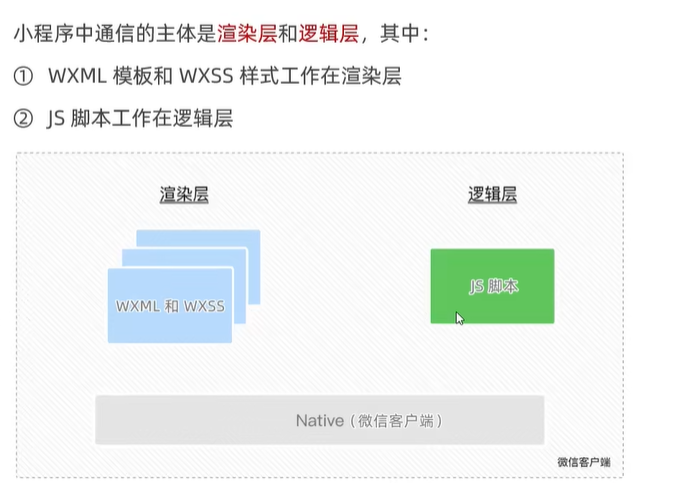 小程序中通信的主体是渲染层和逻辑层，其中：
① WXML 模板和 WXSS 样式工作在渲染层
② JS 脚本工作在逻辑层
渲染层
逻辑层
JS 脚本
WXML 和 WXSS
Native（微信客户端）
微信客户端